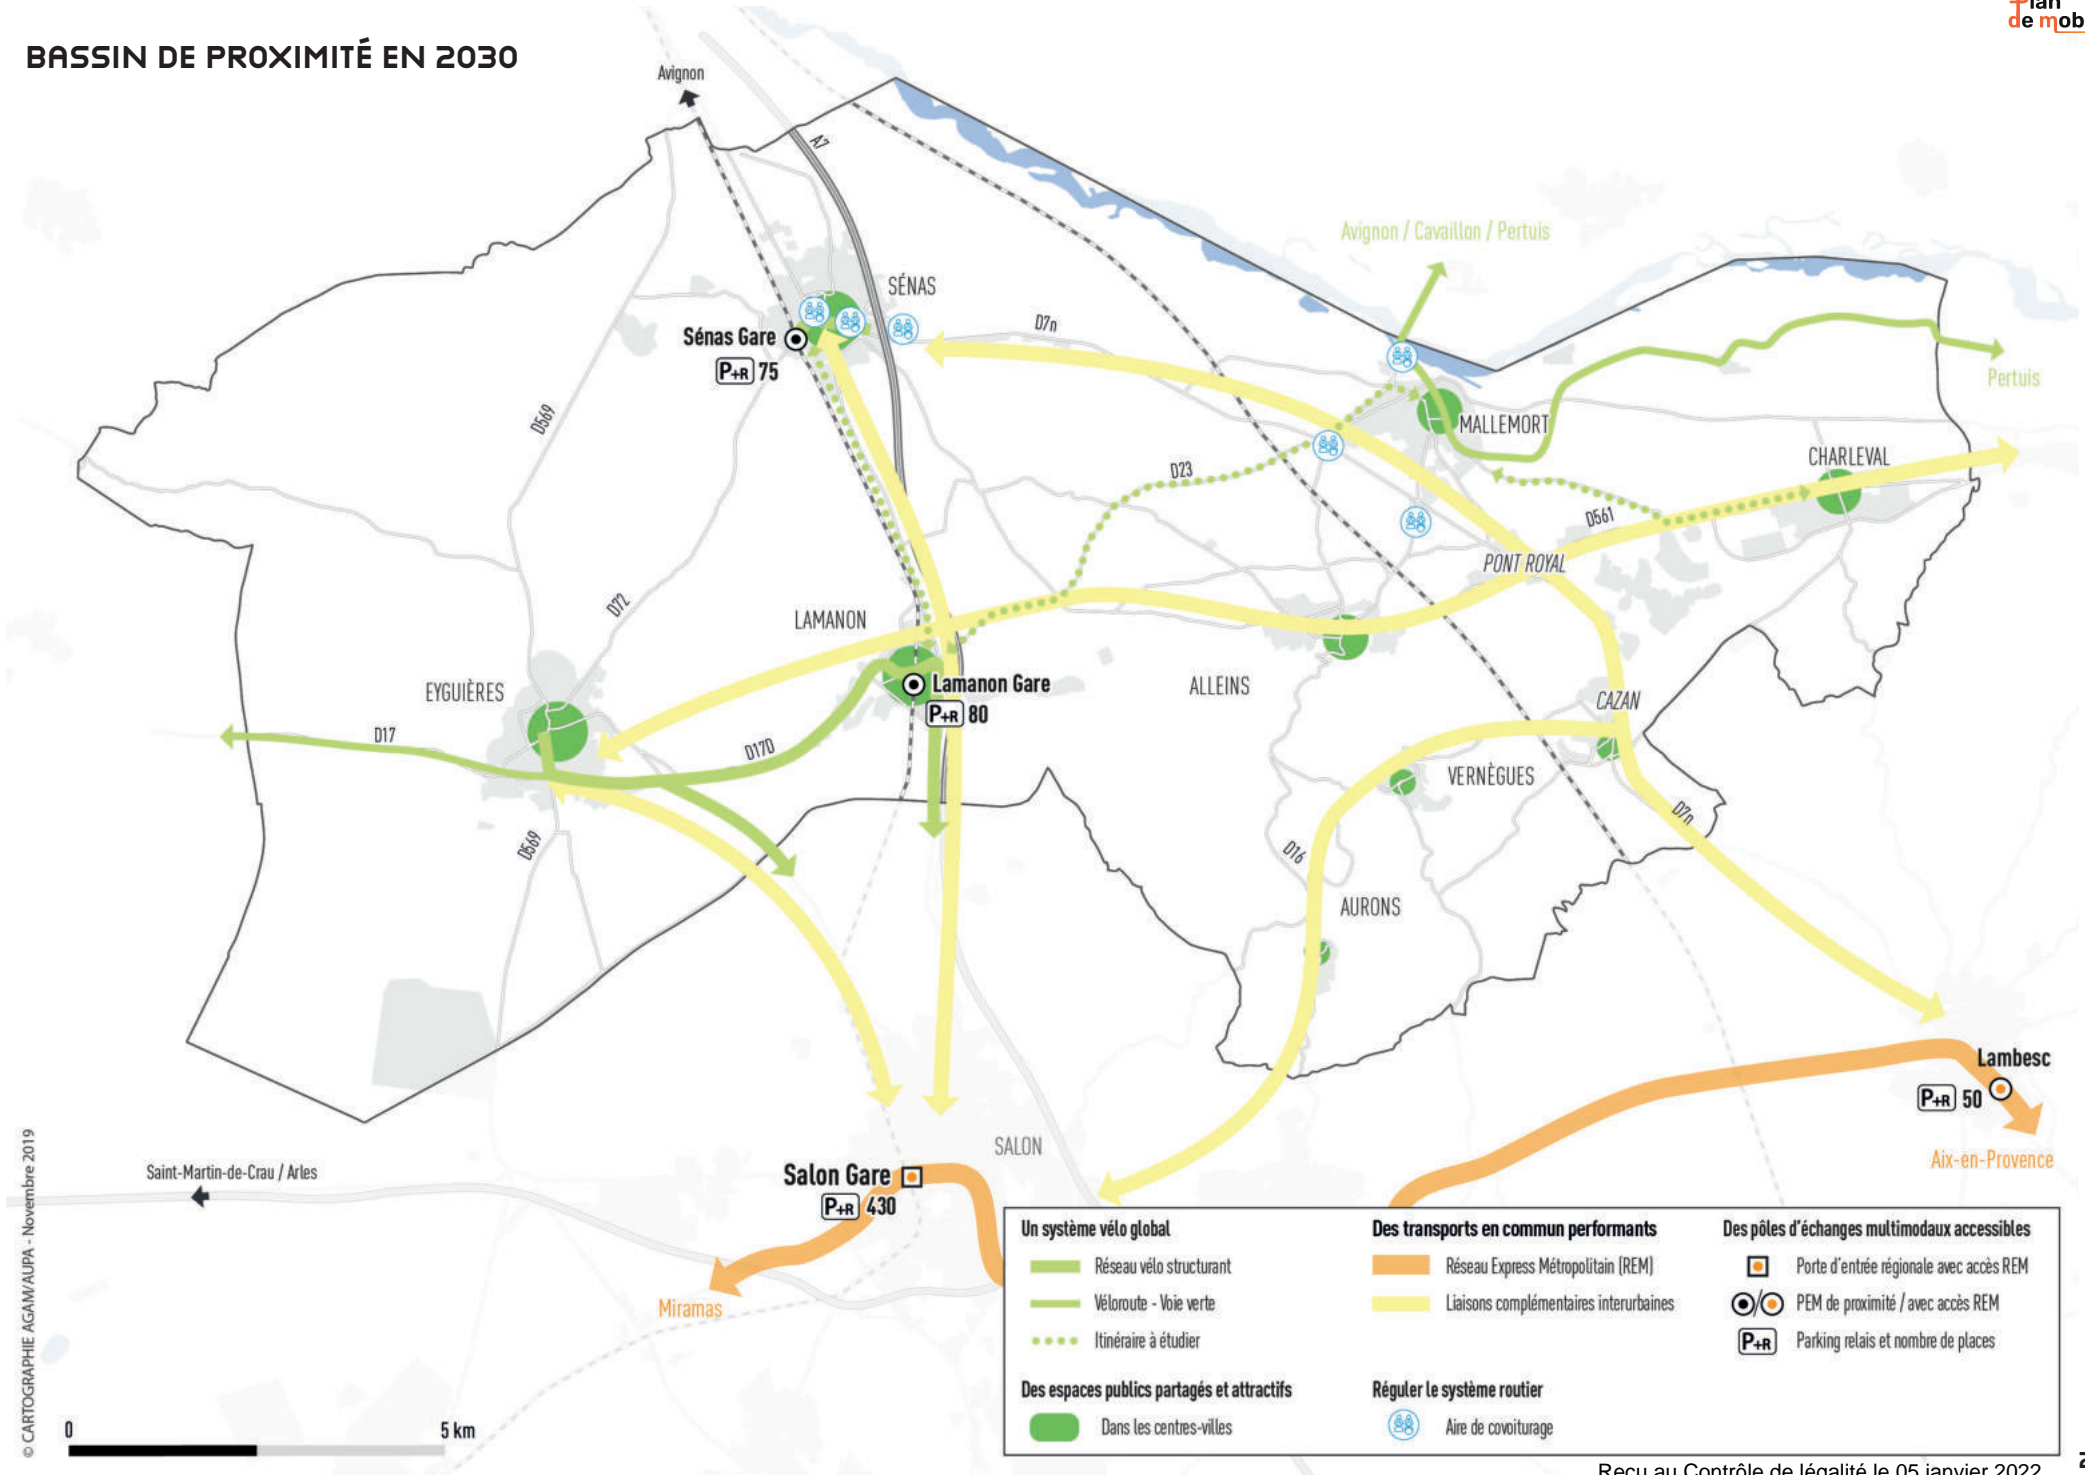 Plan
de mob
BASSIN DE PROXIMITÉ EN 2030
Avignon
A7
Avignon / Cavaillon / Pertuis
SÉNAS
D7n
Sénas Gare
P+R 75
Pertuis
D569
MALLEMORT
CHARLEVAL
D23
D561
PONT ROYAL
D72
LAMANON
EYGUIÈRES
Lamanon Gare
P+R 80
ALLEINS
CAZAN
D17
D17D
VERNÈGUES
D7n
D569
D16
AURONS
Lambesc
P+R 50
SALON
Aix-en-Provence
Saint-Martin-de-Crau / Arles
Salon Gare
P+R 430
Miramas
Un système vélo global
Réseau vélo structurant
Véloroute - Voie verte
Itinéraire à étudier
Des espaces publics partagés et attractifs
Dans les centres-villes
Des transports en commun performants
Réseau Express Métropolitain (REM)
Liaisons complémentaires interurbaines
Réguler le système routier
Aire de covoiturage
Des pôles d'échanges multimodaux accessibles
Porte d'entrée régionale avec accès REM
PEM de proximité / avec accès REM
P+R Parking relais et nombre de places
0 5 km
© CARTOGRAPHIE AGAM/AUPA - Novembre 2019
Reçu au Contrôle de légalité le 05 janvier 2022